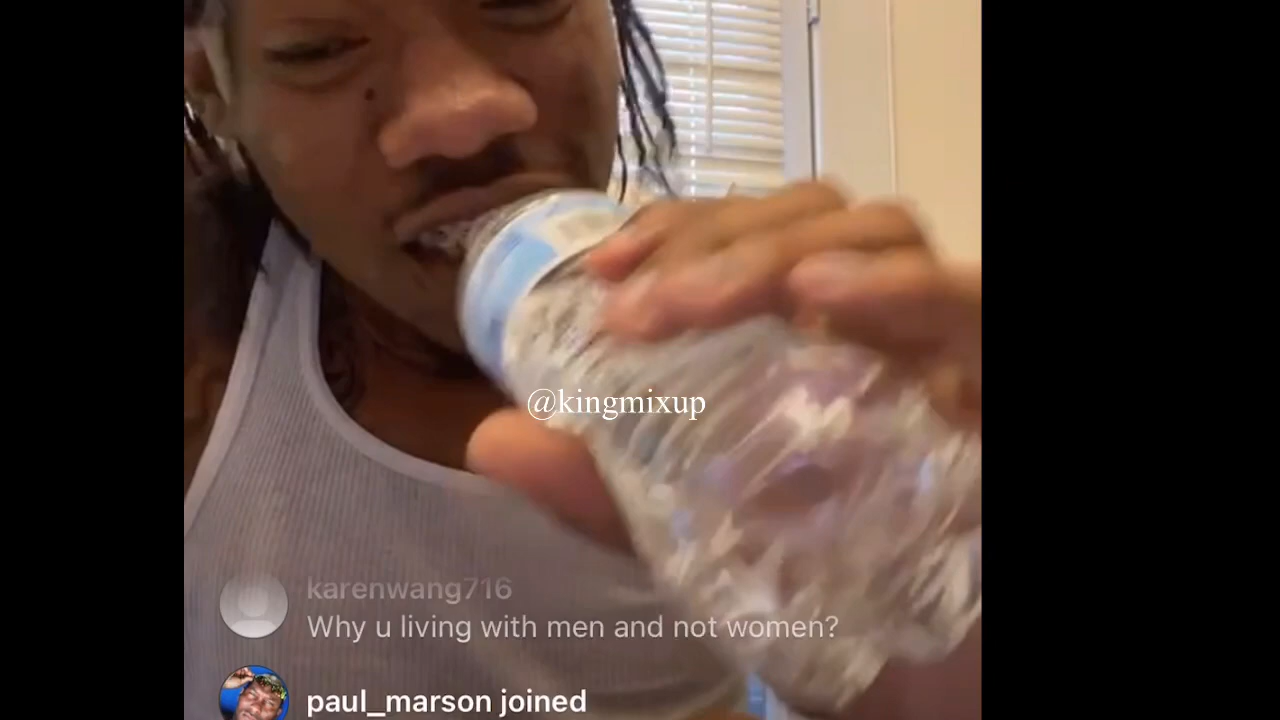 @kingmixup
karenwang716
Why u living with men and not women?
paul_marson joined